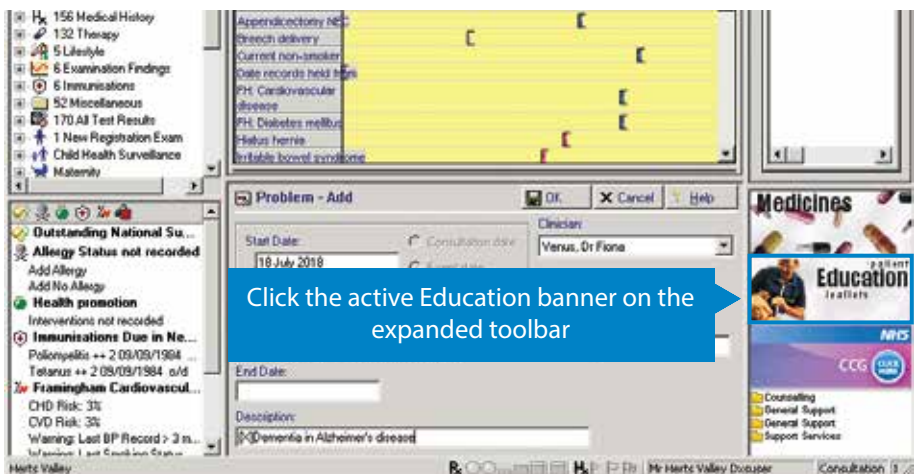 156 Medical History
132 Therapy
5 Lifestyle
6 Examination Findings
6 Immunisations
52 Miscellaneous
170 All Test Results
1 New Registration Exam
Child Health Surveillance
Maternity
Appendicectomy NEC
Breech delivery
Current non-smoker
Date records held from
FH: Cardiovascular
disease
FH: Diabetes mellitus
Hiatus hernia
Irritable bowel syndrome
Outstanding National Su...
Allergy Status not recorded
Add Allergy
Add No Allergy
Health promotion
Interventions not recorded
Immunisations Due in Ne...
Poliomyelitis ↔ 2 09/09/1984 ...
Tetanus ↔ 2 09/09/1984 o/d
Framingham Cardiovascul...
CHD Risk: 3%
CVD Risk: 3%
Warning: Last BP Record > 3 m...
Warning: Last Smoking Status
Problem - Add
OK
Cancel
Help
Start Date:
18 July 2018
Consultation date
Clinician:
Venus, Dr Fiona
Click the active Education banner on the
expanded toolbar
End Date:
Description:
[X]Dementia in Alzheimer's disease
Medicines
patient
Education
leaflets
NHS
CCG
CLICK
HERE
Counselling
General Support
General Support
Support Services
Herts Valley
Mr Herts Valley Dxsuser
Consultation